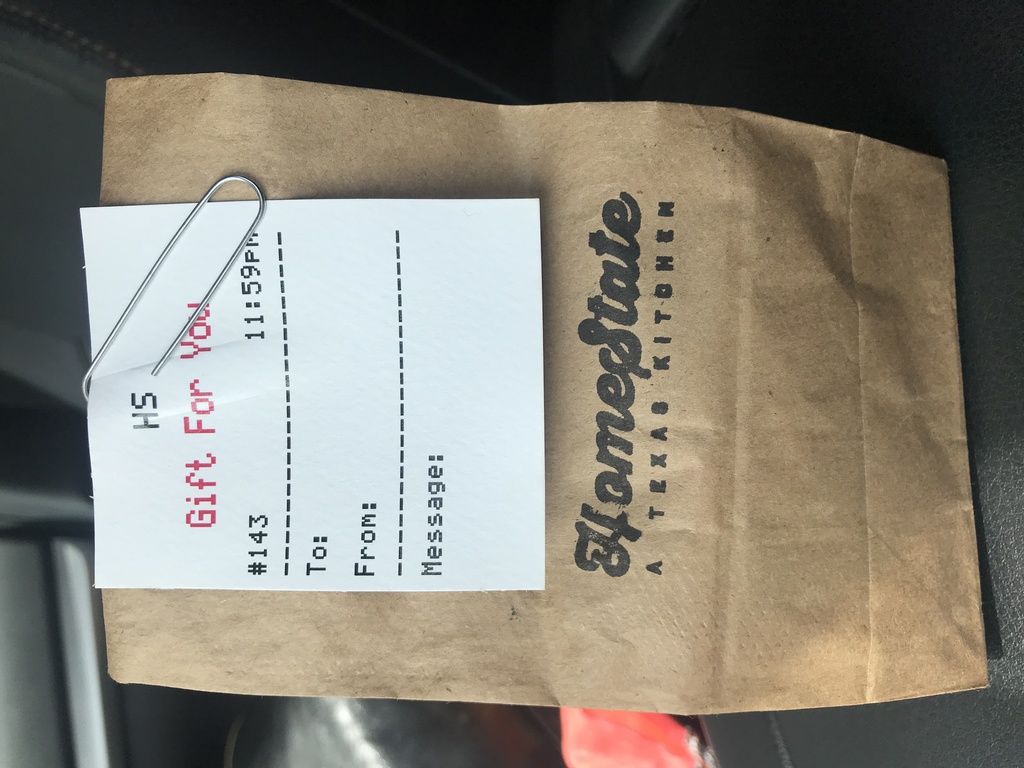 HS
Gift For You
#143 11:59PM
To:
From:
Message:
HomeState
A TEXAS KITCHEN